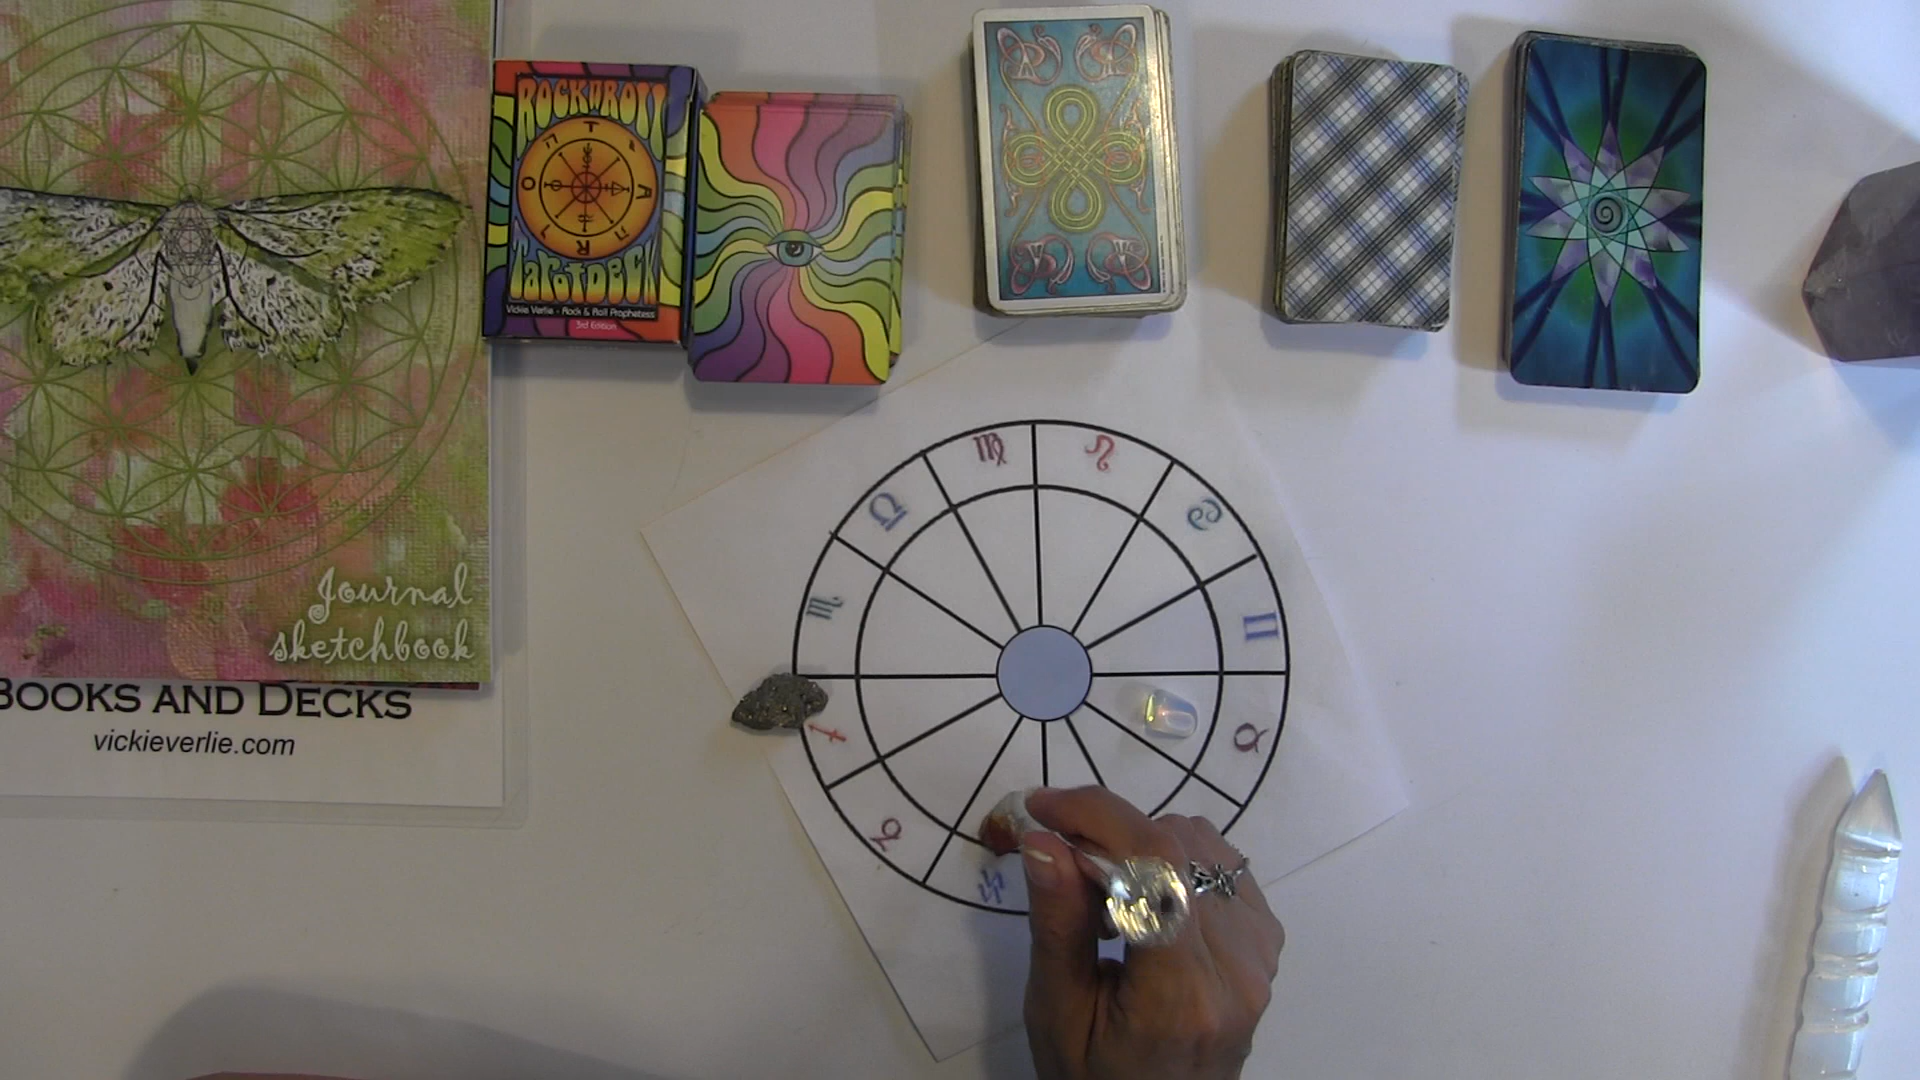 ROCK N ROLL
TAROT DECK
Vickie Verlie - Rock & Roll Prophetess
3rd Edition
Journal
sketchbook
BOOKS AND DECKS
vickieverlie.com
T
A
R
O
♍ ♌
♎ ♋
♏ ♊
♐ ♉
♑
♒